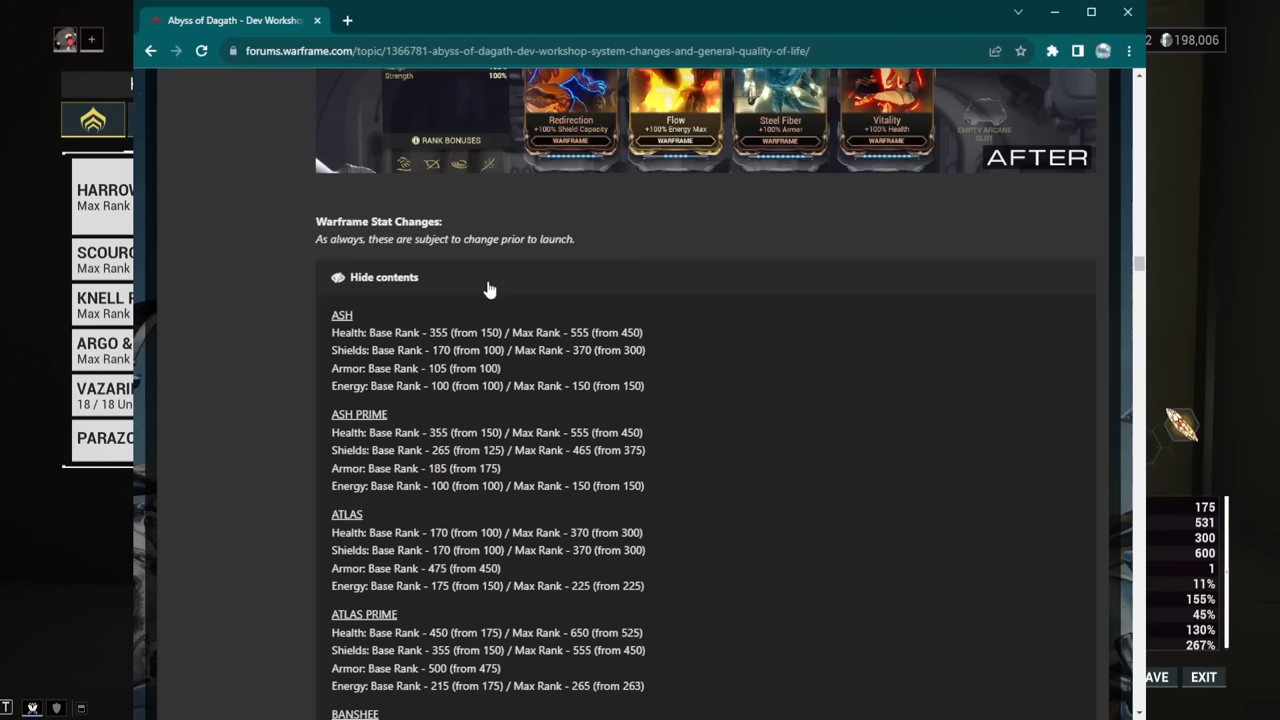 Abyss of Dagath - Dev Worksho
forums.warframe.com/topic/1366781-abyss-of-dagath-dev-workshop-system-changes-and-general-quality-of-life/
2 198,006
Strength 100%
RANK BONUSES
Redirection
+100% Shield Capacity
WARFRAME
Flow
+100% Energy Max
WARFRAME
Steel Fiber
+100% Armor
WARFRAME
Vitality
+100% Health
WARFRAME
EMPTY ARCANE
SLOT
AFTER
HARROW
Max Rank
SCOURG
Max Rank
KNELL P
Max Rank
ARGO &
Max Rank
VAZARI
18 / 18 Un
PARAZO
Warframe Stat Changes:
As always, these are subject to change prior to launch.
Hide contents
ASH
Health: Base Rank - 355 (from 150) / Max Rank - 555 (from 450)
Shields: Base Rank - 170 (from 100) / Max Rank - 370 (from 300)
Armor: Base Rank - 105 (from 100)
Energy: Base Rank - 100 (from 100) / Max Rank - 150 (from 150)
ASH PRIME
Health: Base Rank - 355 (from 150) / Max Rank - 555 (from 450)
Shields: Base Rank - 265 (from 125) / Max Rank - 465 (from 375)
Armor: Base Rank - 185 (from 175)
Energy: Base Rank - 100 (from 100) / Max Rank - 150 (from 150)
ATLAS
Health: Base Rank - 170 (from 100) / Max Rank - 370 (from 300)
Shields: Base Rank - 170 (from 100) / Max Rank - 370 (from 300)
Armor: Base Rank - 475 (from 450)
Energy: Base Rank - 175 (from 150) / Max Rank - 225 (from 225)
ATLAS PRIME
Health: Base Rank - 450 (from 175) / Max Rank - 650 (from 525)
Shields: Base Rank - 355 (from 150) / Max Rank - 555 (from 450)
Armor: Base Rank - 500 (from 475)
Energy: Base Rank - 215 (from 175) / Max Rank - 265 (from 263)
BANSHEE
175
531
300
600
1
11%
155%
45%
130%
267%
AVE
EXIT
T